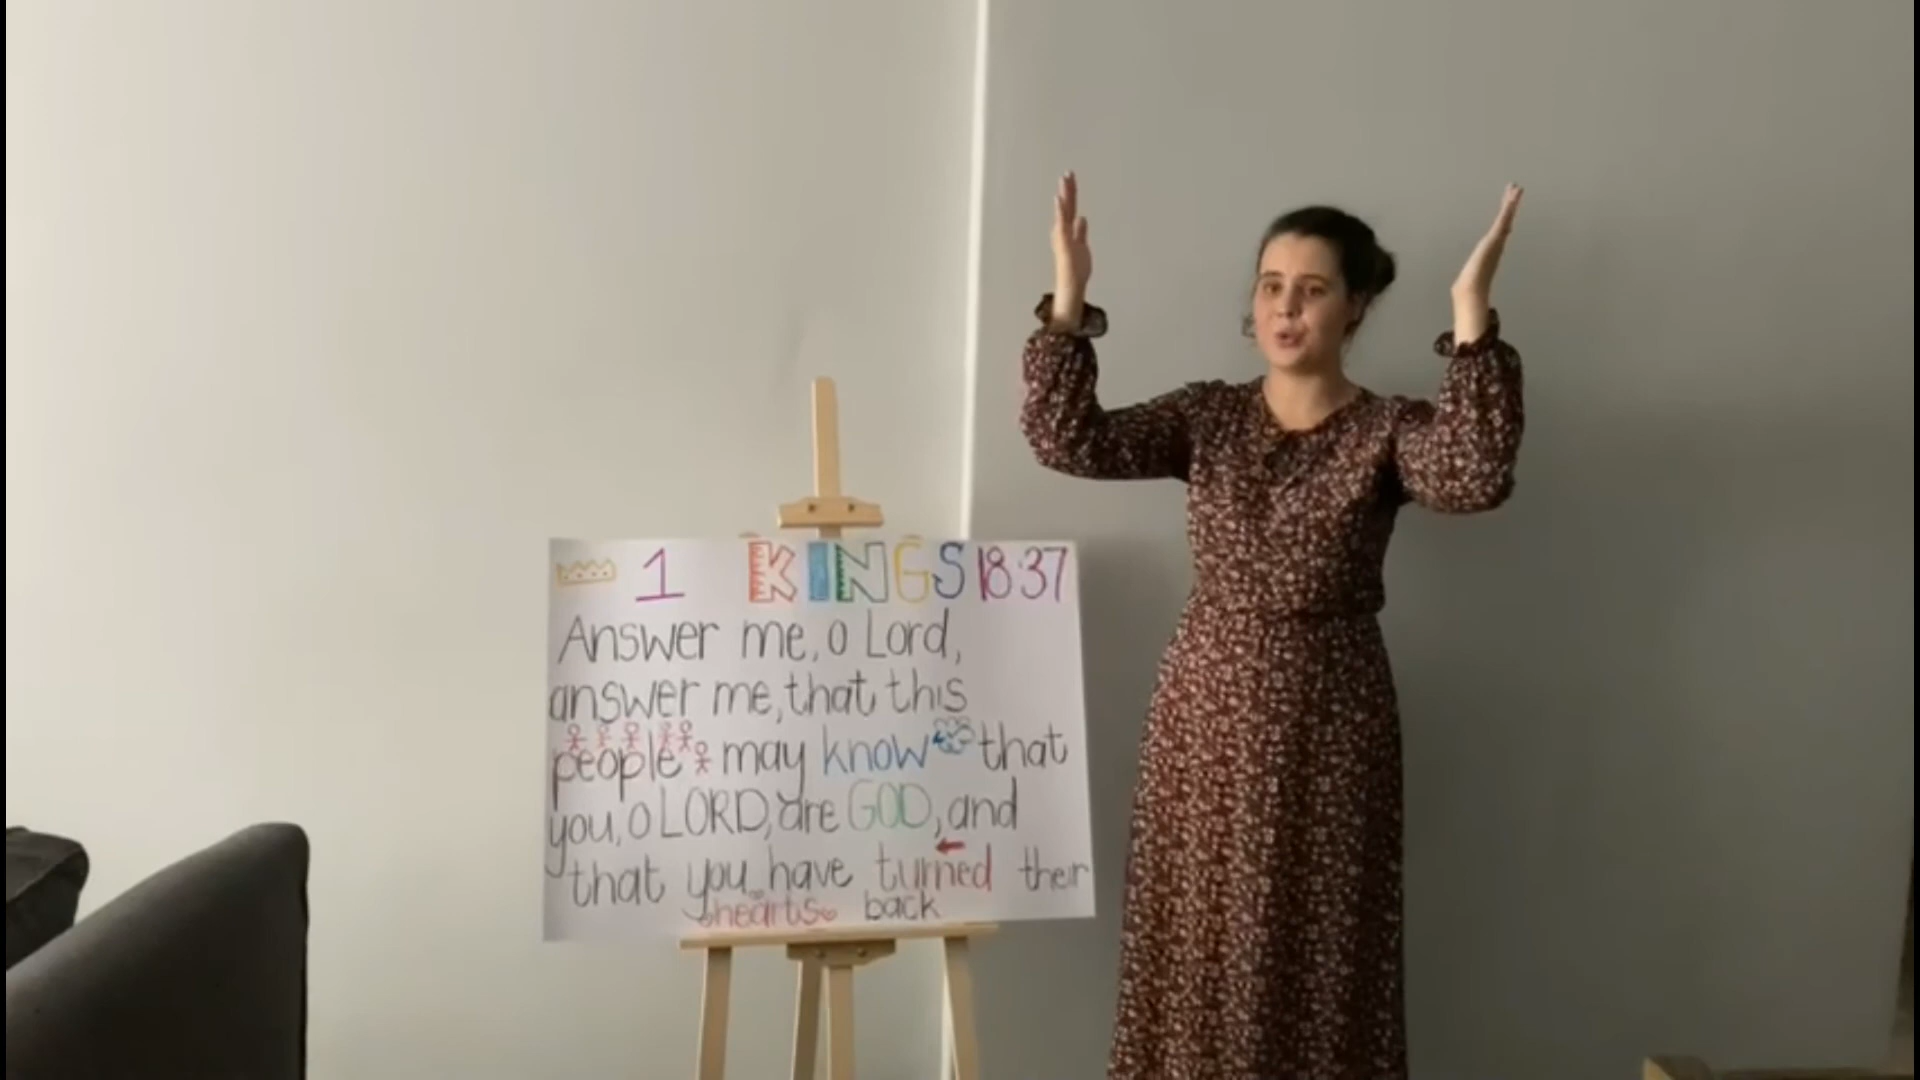 1 KINGS 18:37
Answer me, o Lord,
answer me, that this
people may know that
you, o LORD, are GOD, and
that you have turned their
hearts back